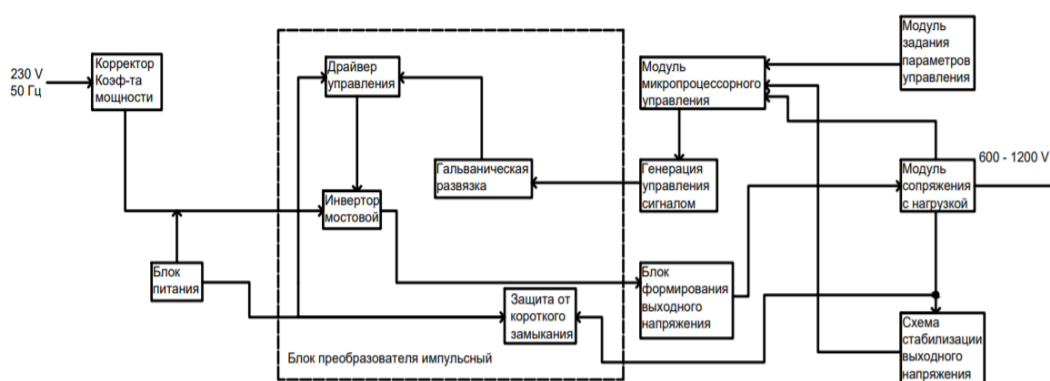 230 V
50 Гц
Корректор
Коэф-та
мощности
Драйвер
управления
Модуль
микропроцессорного
управления
Модуль
задания
параметров
управления
Гальваническая
развязка
Генерация
управления
сигналом
Модуль
сопряжения
с нагрузкой
600 - 1200 V
Инвертор
мостовой
Блок
питания
Защита от
короткого
замыкания
Блок
формирования
выходного
напряжения
Схема
стабилизации
выходного
напряжения
Блок преобразователя импульсный